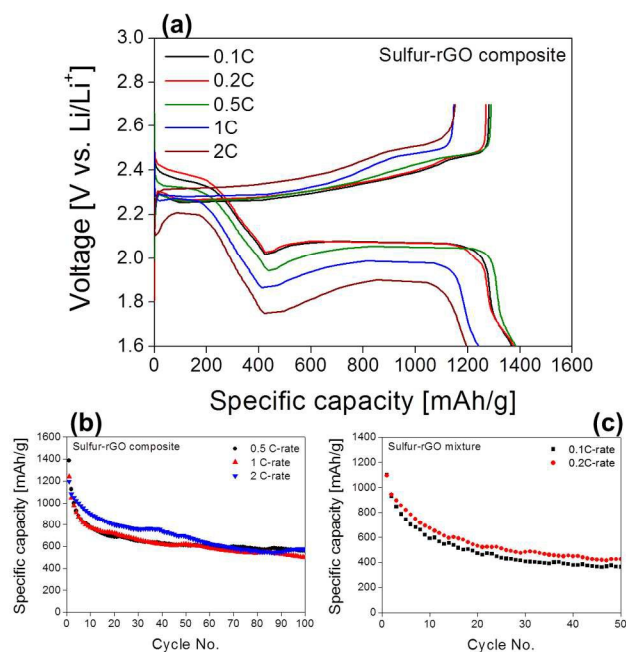 (a)
Sulfur-rGO composite
0.1C
0.2C
0.5C
1C
2C
Voltage [V vs. Li/Li⁺]
3.0
2.8
2.6
2.4
2.2
2.0
1.8
1.6
0 200 400 600 800 1000 1200 1400 1600
Specific capacity [mAh/g]
(b)
Sulfur-rGO composite
0.5 C-rate
1 C-rate
2 C-rate
Specific capacity [mAh/g]
1600
1400
1200
1000
800
600
400
200
0
0 10 20 30 40 50 60 70 80 90 100
Cycle No.
(c)
Sulfur-rGO mixture
0.1C-rate
0.2C-rate
Specific capacity [mAh/g]
1400
1200
1000
800
600
400
200
0
0 10 20 30 40 50
Cycle No.